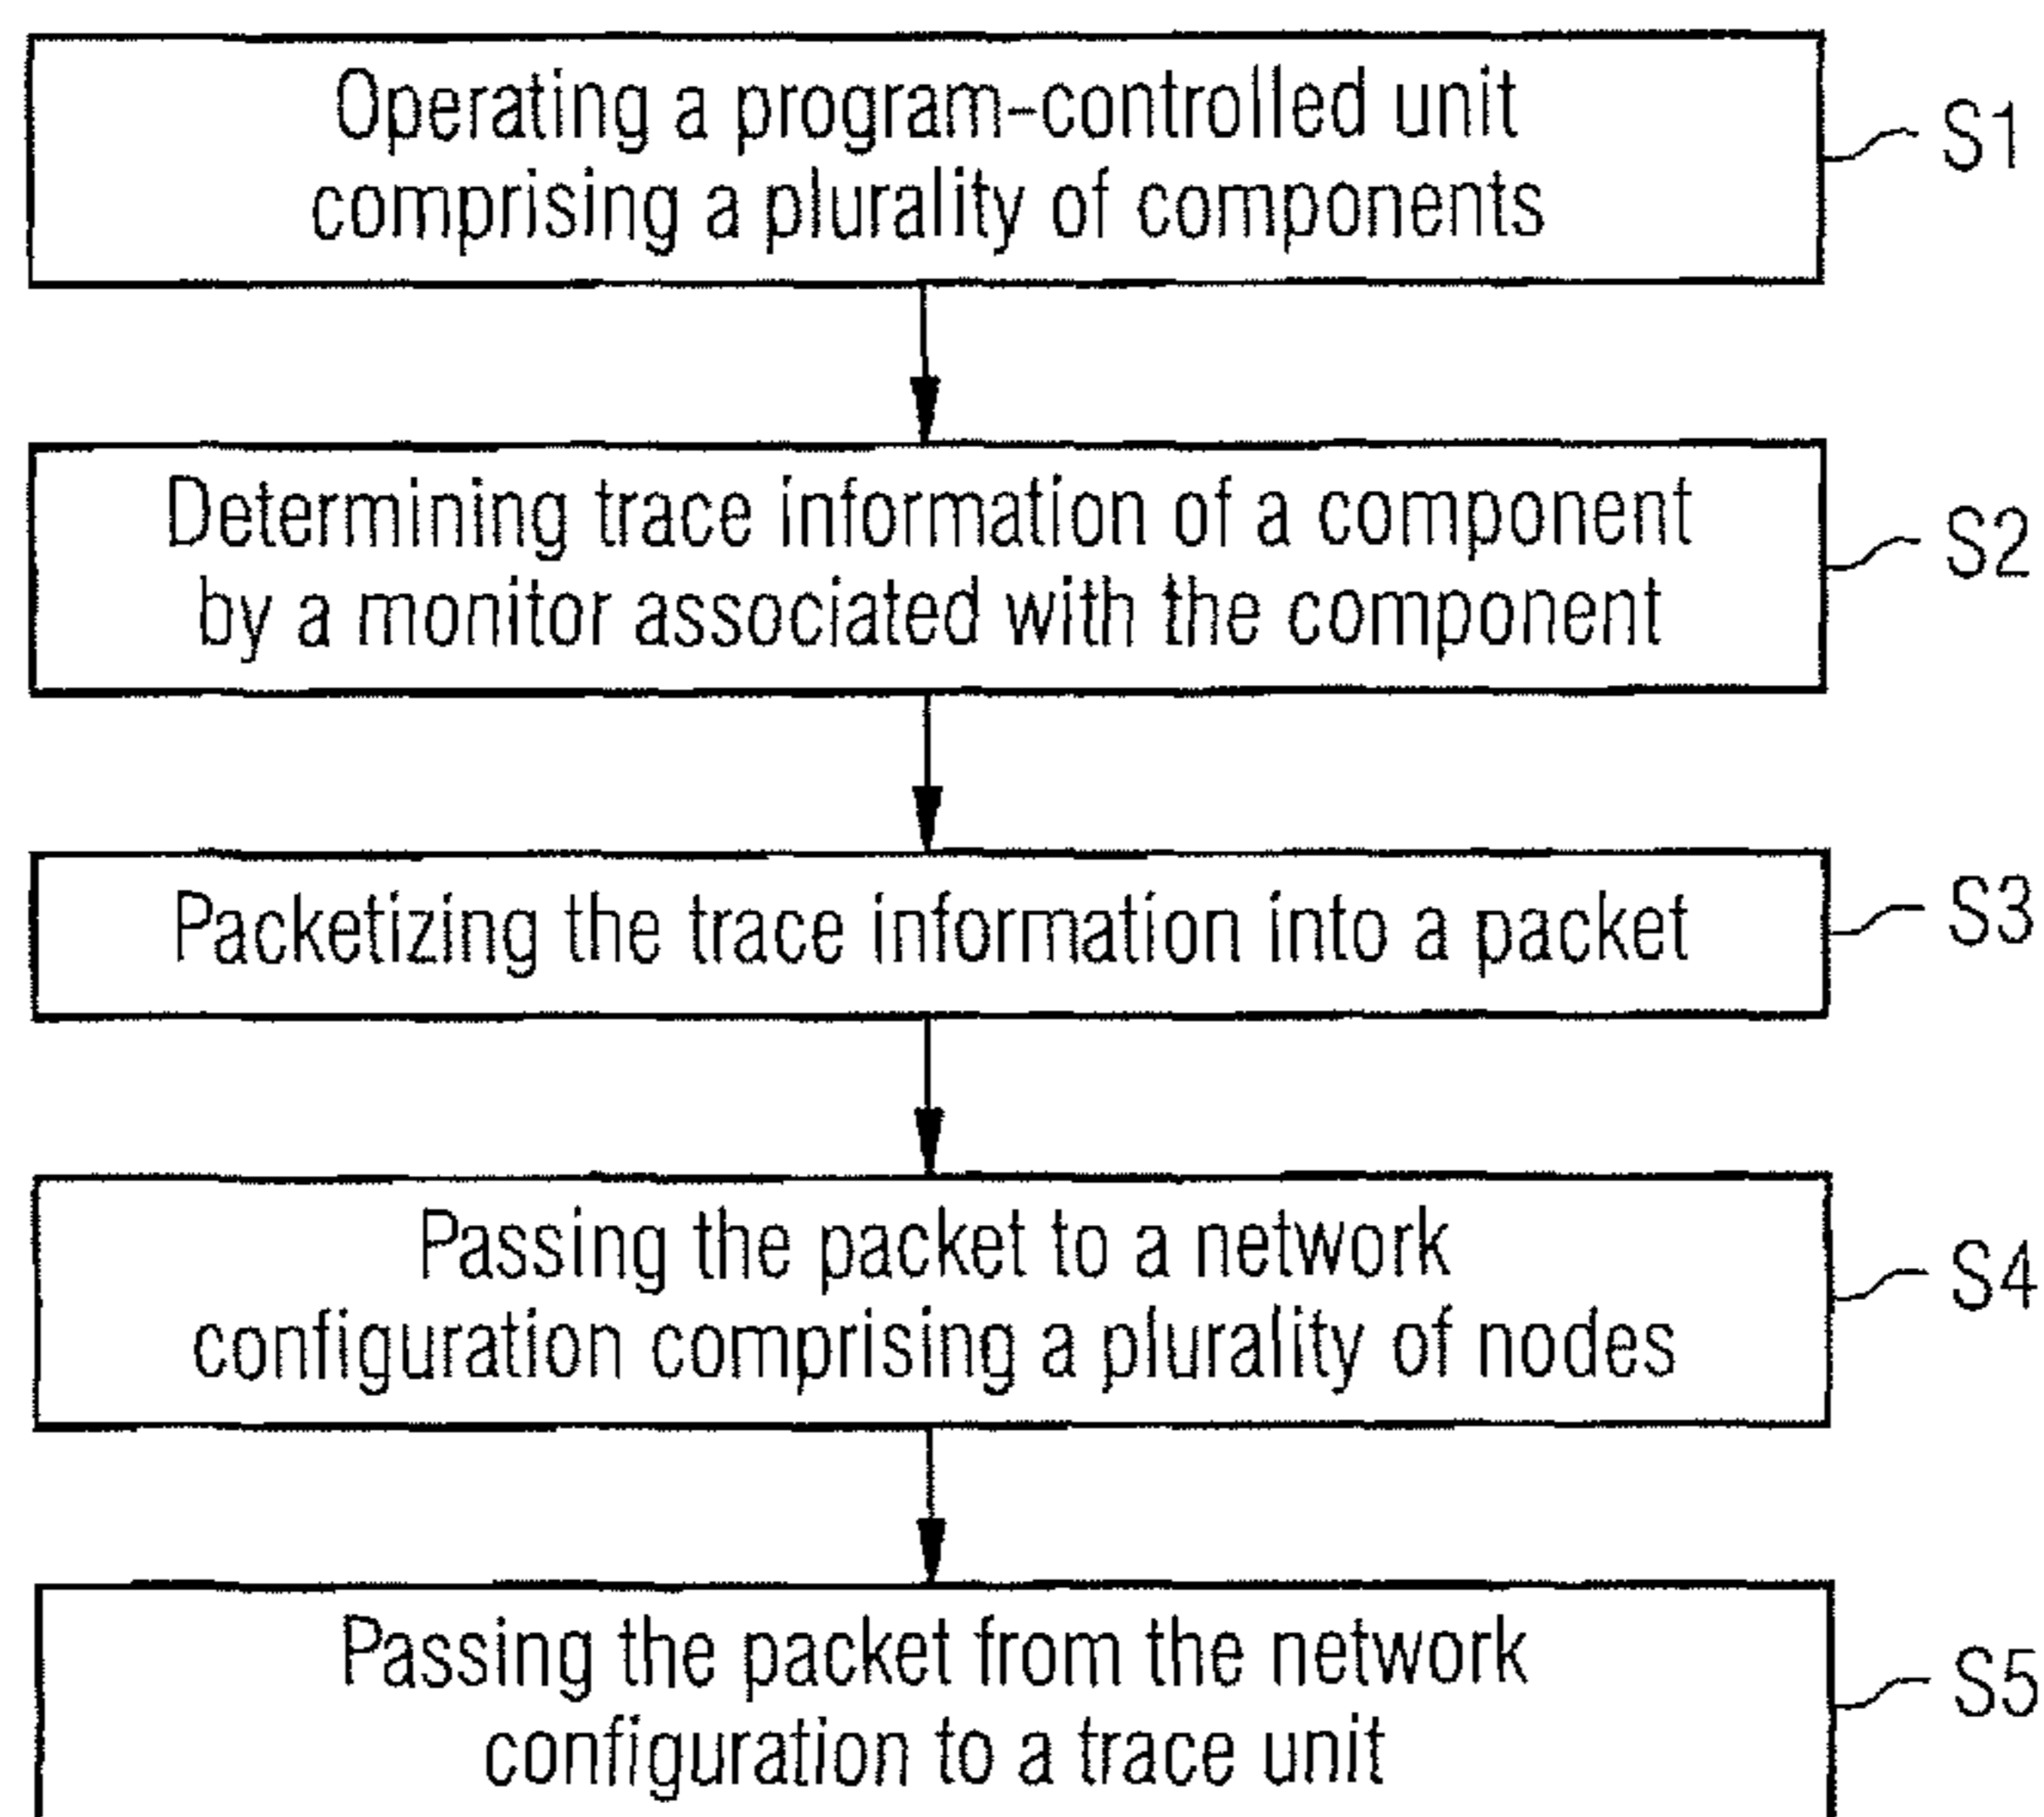 Operating a program-controlled unit
comprising a plurality of components
S1
Determining trace information of a component
by a monitor associated with the component
S2
Packetizing the trace information into a packet
S3
Passing the packet to a network
configuration comprising a plurality of nodes
S4
Passing the packet from the network
configuration to a trace unit
S5